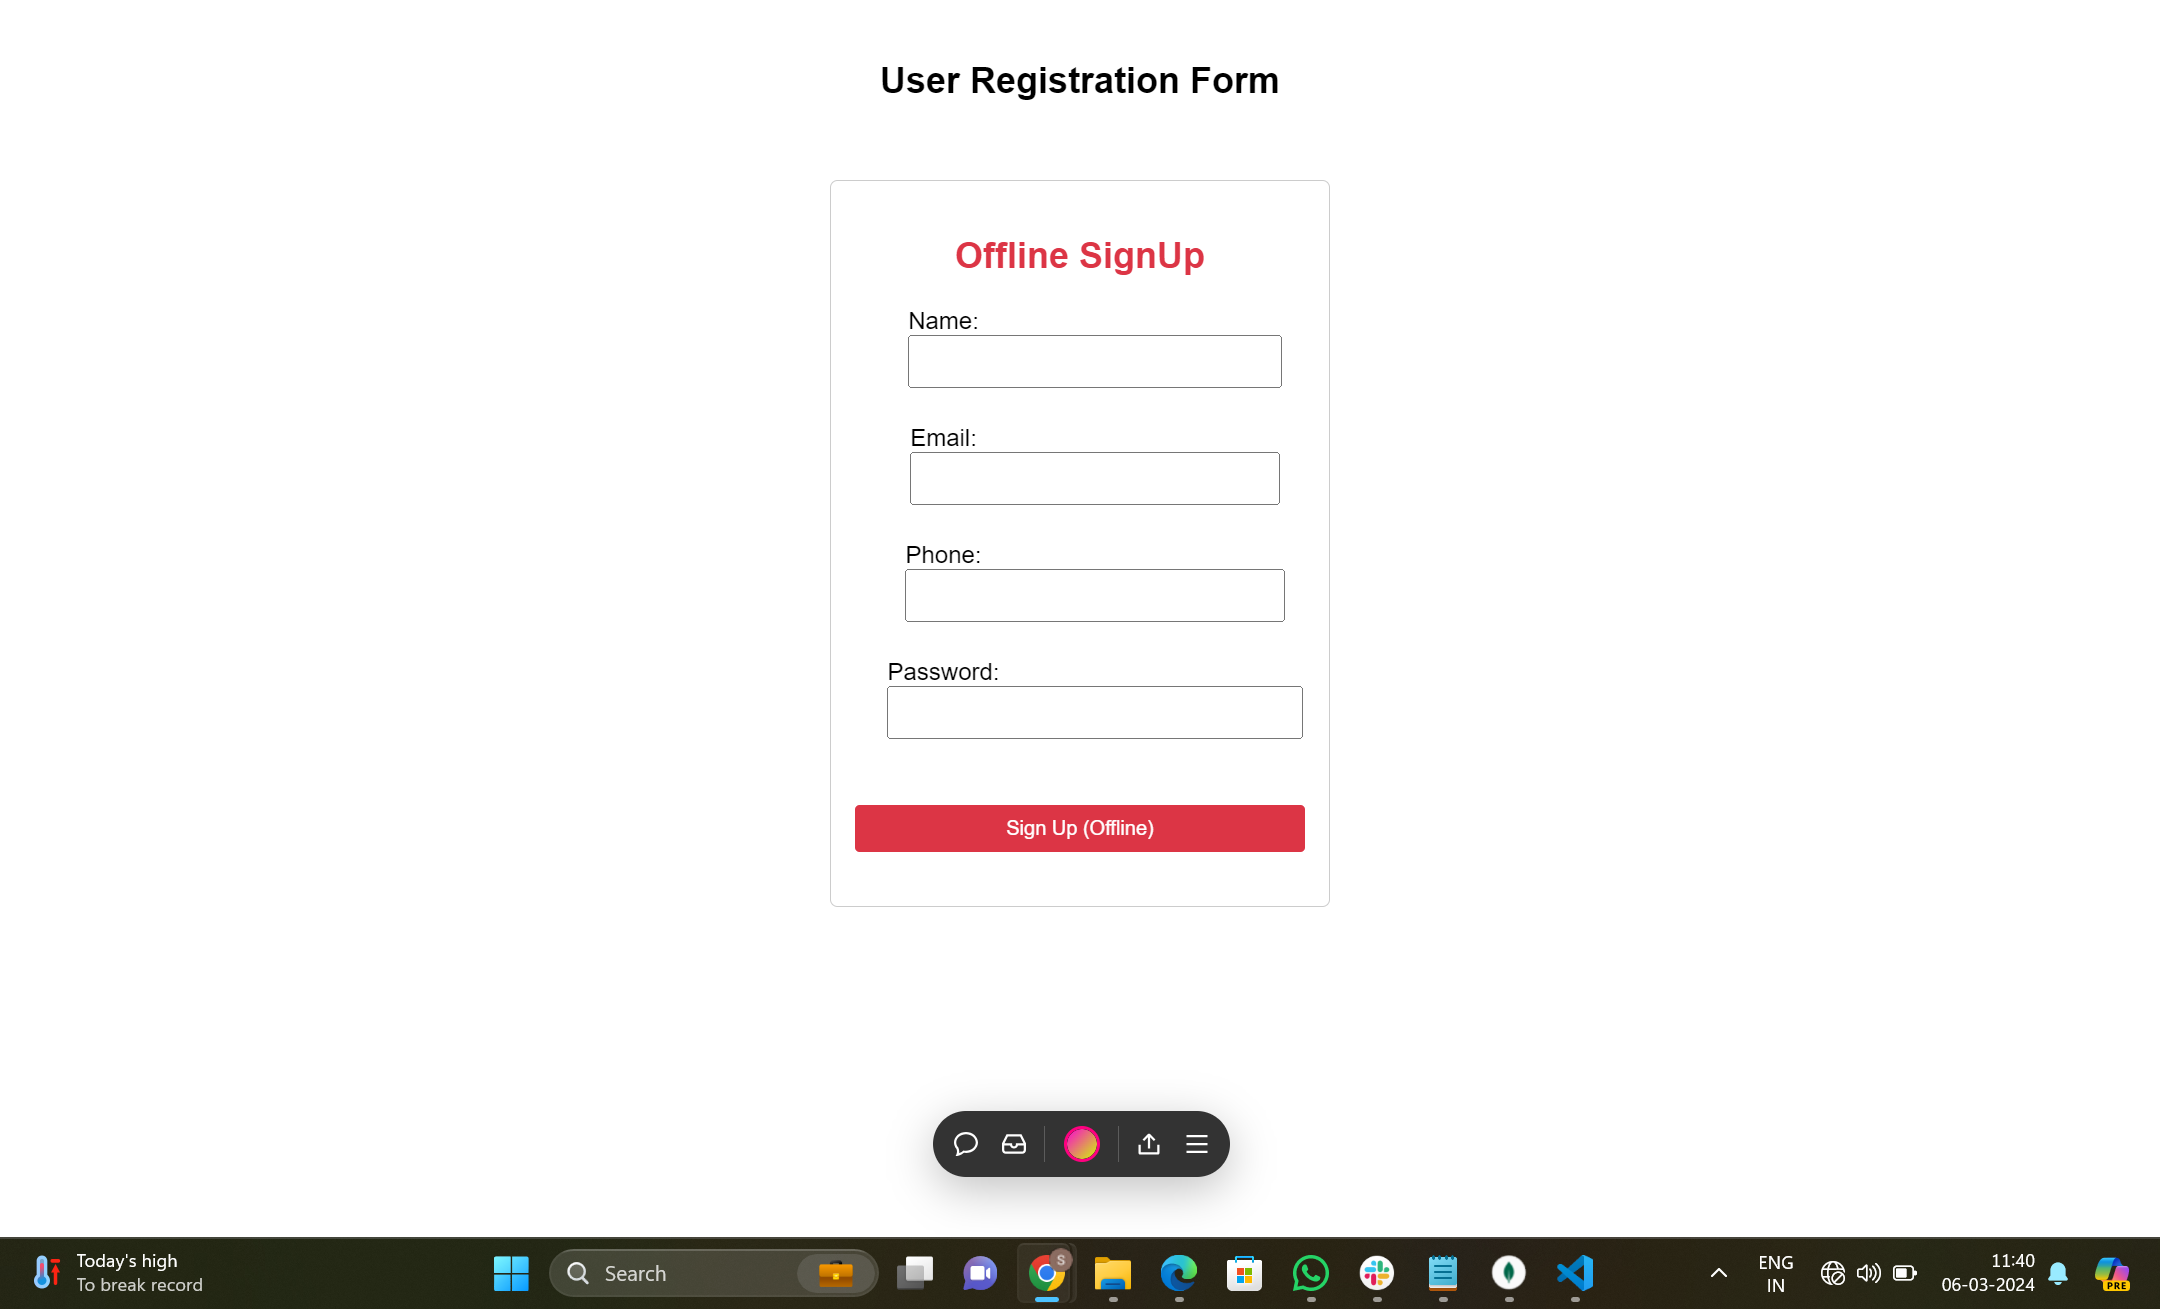 User Registration Form
Offline SignUp
Name:
Email:
Phone:
Password:
Sign Up (Offline)
Today's high
To break record
Search
S
ENG
IN
11:40
06-03-2024
PRE